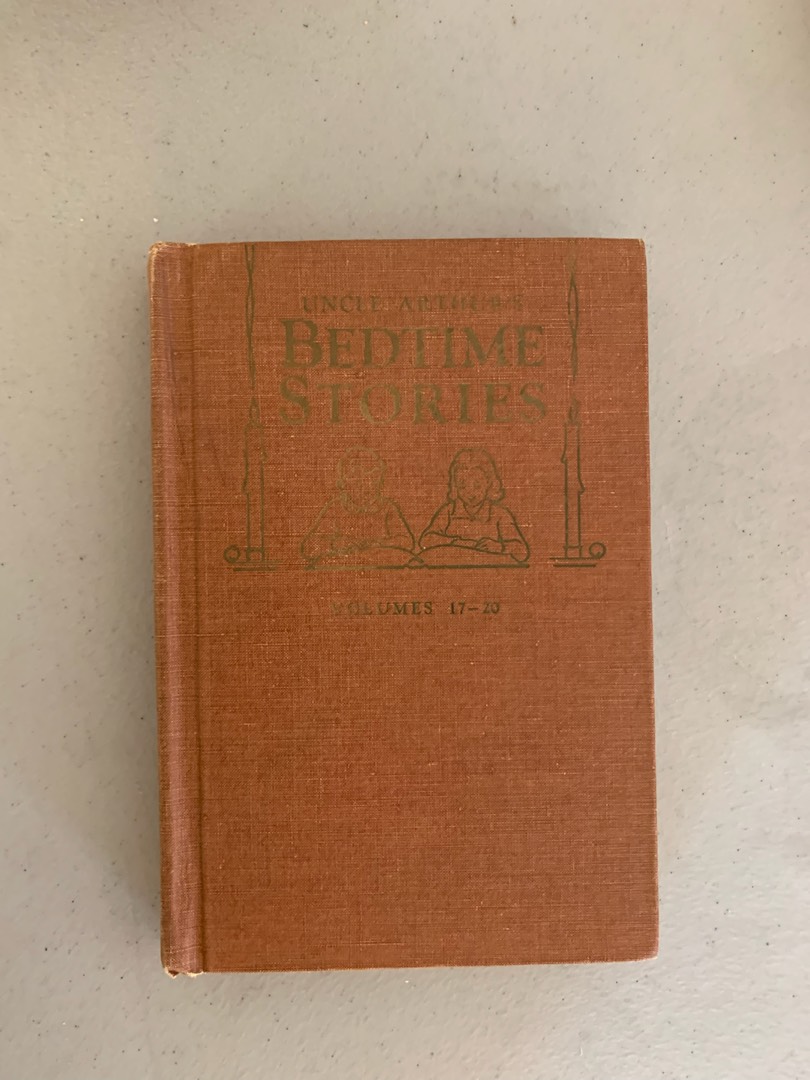 UNCLE ARTHUR'S
BEDTIME
STORIES
VOLUMES 17-20